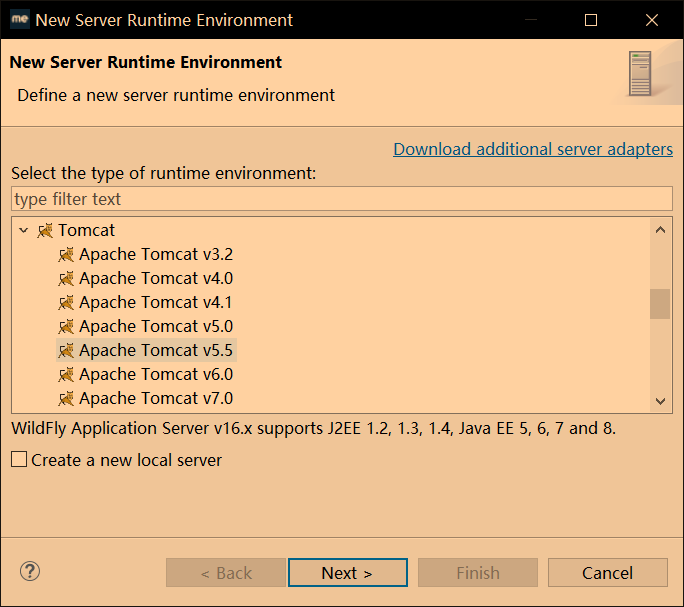 me New Server Runtime Environment
New Server Runtime Environment
Define a new server runtime environment
Download additional server adapters
Select the type of runtime environment:
type filter text
Tomcat
Apache Tomcat v3.2
Apache Tomcat v4.0
Apache Tomcat v4.1
Apache Tomcat v5.0
Apache Tomcat v5.5
Apache Tomcat v6.0
Apache Tomcat v7.0
WildFly Application Server v16.x supports J2EE 1.2, 1.3, 1.4, Java EE 5, 6, 7 and 8.
Create a new local server
? < Back Next > Finish Cancel